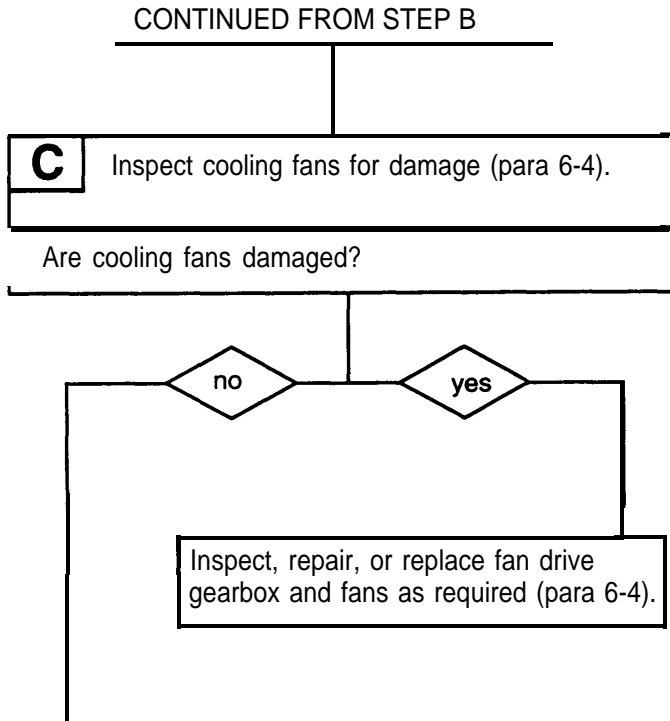 CONTINUED FROM STEP B
C
Inspect cooling fans for damage (para 6-4).
Are cooling fans damaged?
no
yes
Inspect, repair, or replace fan drive
gearbox and fans as required (para 6-4).